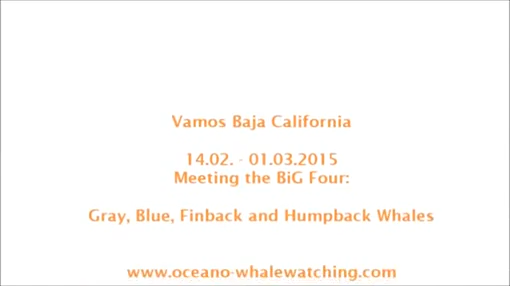 Vamos Baja California
14.02. - 01.03.2015
Meeting the BiG Four:
Gray, Blue, Finback and Humpback Whales
www.oceano-whalewatching.com